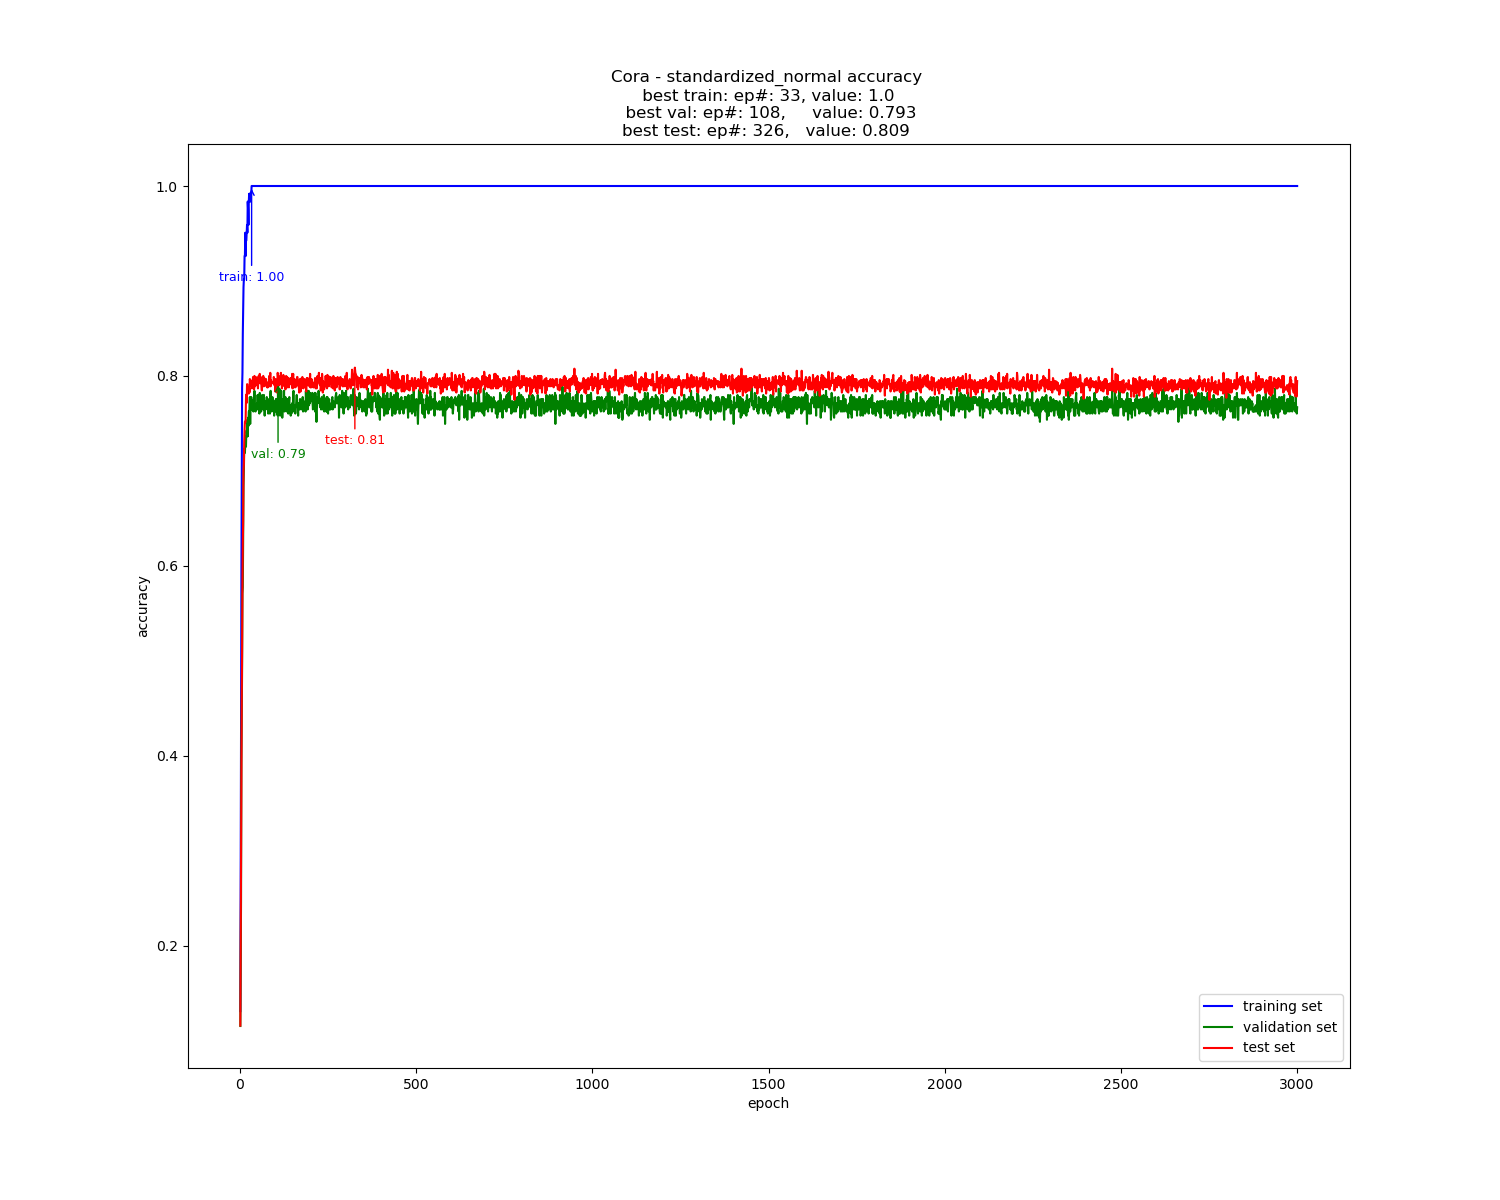 Cora - standardized_normal accuracy
best train: ep#: 33, value: 1.0
best val: ep#: 108,     value: 0.793
best test: ep#: 326,   value: 0.809
1.0
train: 1.00
0.8
test: 0.81
val: 0.79
0.6
accuracy
0.4
0.2
training set
validation set
test set
0 500 1000 1500 2000 2500 3000
epoch